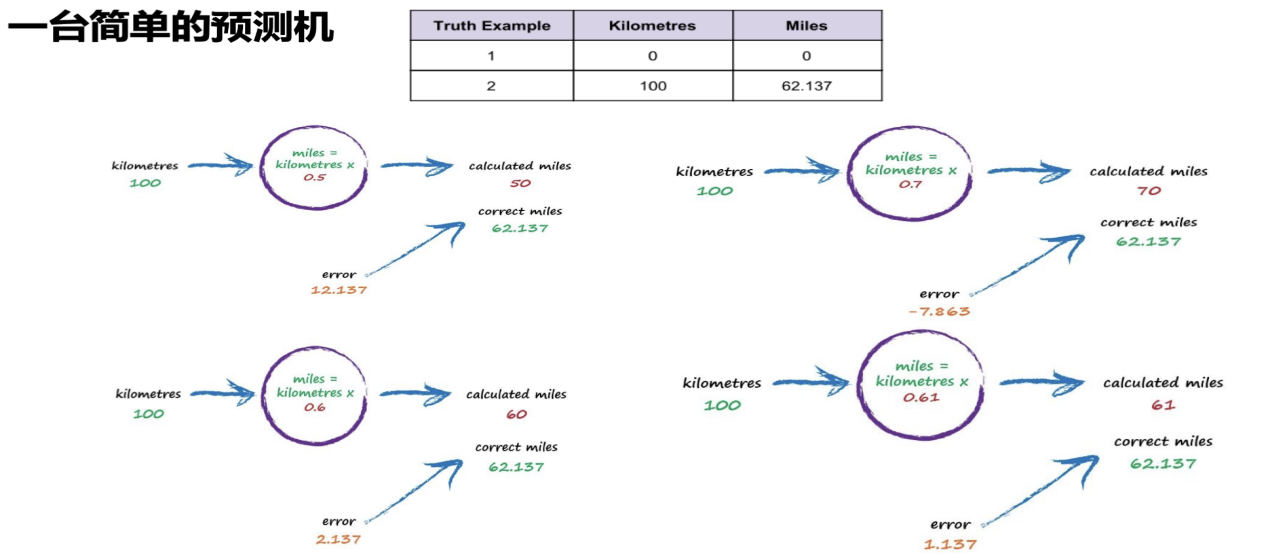 一台简单的预测机
Truth Example Kilometres Miles
1 0 0
2 100 62.137
kilometres
100
miles =
kilometres x
0.5
calculated miles
50
correct miles
62.137
error
12.137
kilometres
100
miles =
kilometres x
0.7
calculated miles
70
correct miles
62.137
error
-7.863
kilometres
100
miles =
kilometres x
0.6
calculated miles
60
correct miles
62.137
error
2.137
kilometres
100
miles =
kilometres x
0.61
calculated miles
61
correct miles
62.137
error
1.137